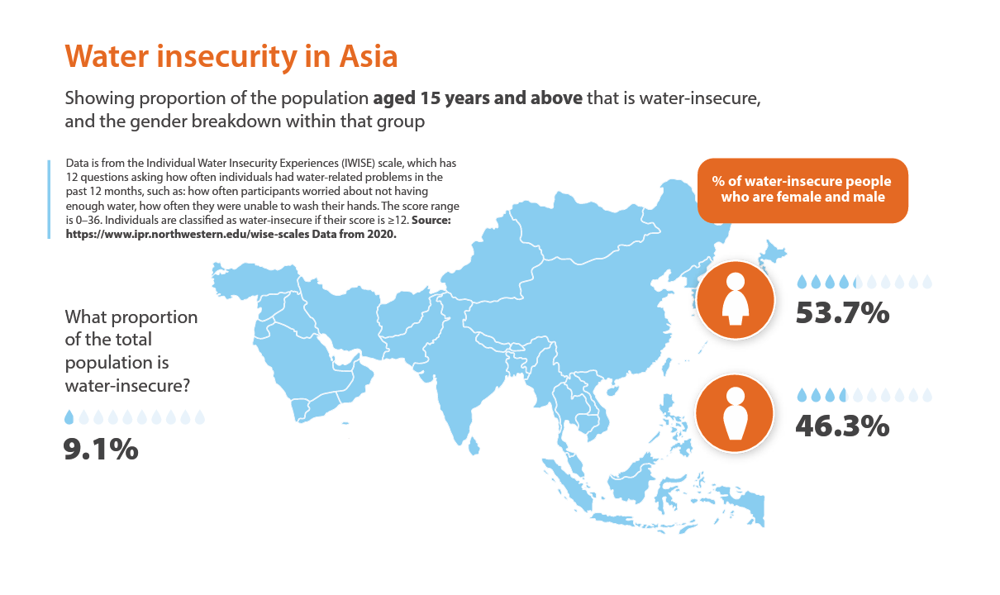 Water insecurity in Asia
Showing proportion of the population aged 15 years and above that is water-insecure,
and the gender breakdown within that group
Data is from the Individual Water Insecurity Experiences (IWISE) scale, which has
12 questions asking how often individuals had water-related problems in the
past 12 months, such as: how often participants worried about not having
enough water, how often they were unable to wash their hands. The score range
is 0–36. Individuals are classified as water-insecure if their score is ≥12. Source:
https://www.ipr.northwestern.edu/wise-scales Data from 2020.
% of water-insecure people
who are female and male
53.7%
46.3%
What proportion
of the total
population is
water-insecure?
9.1%